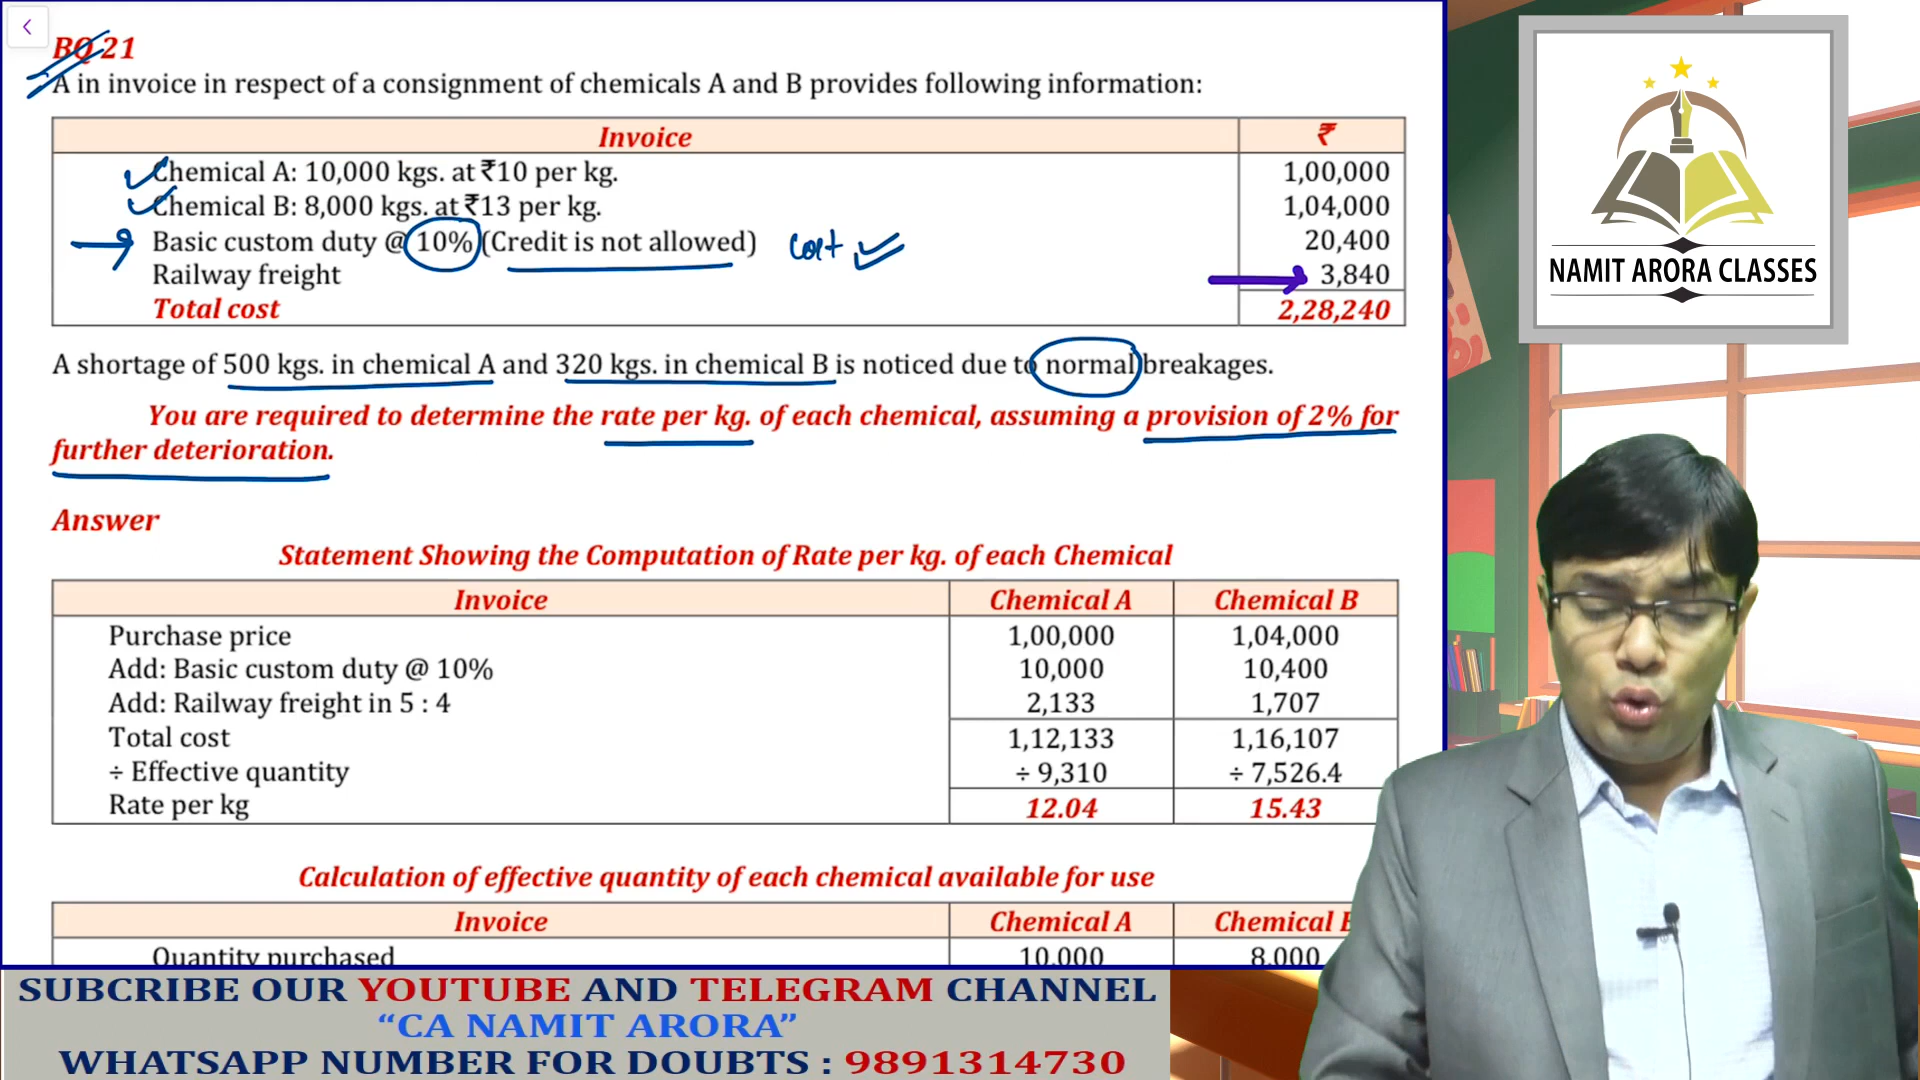 BQ 21
A in invoice in respect of a consignment of chemicals A and B provides following information:
Invoice ₹
Chemical A: 10,000 kgs. at ₹10 per kg. 1,00,000
Chemical B: 8,000 kgs. at ₹13 per kg. 1,04,000
Basic custom duty @ 10% (Credit is not allowed) cost 20,400
Railway freight 3,840
Total cost 2,28,240
A shortage of 500 kgs. in chemical A and 320 kgs. in chemical B is noticed due to normal breakages.
You are required to determine the rate per kg. of each chemical, assuming a provision of 2% for
further deterioration.
Answer
Statement Showing the Computation of Rate per kg. of each Chemical
Invoice Chemical A Chemical B
Purchase price 1,00,000 1,04,000
Add: Basic custom duty @ 10% 10,000 10,400
Add: Railway freight in 5 : 4 2,133 1,707
Total cost 1,12,133 1,16,107
÷ Effective quantity ÷ 9,310 ÷ 7,526.4
Rate per kg 12.04 15.43
Calculation of effective quantity of each chemical available for use
Invoice Chemical A Chemical B
Quantity purchased 10,000 8,000
NAMIT ARORA CLASSES
SUBCRIBE OUR YOUTUBE AND TELEGRAM CHANNEL
“CA NAMIT ARORA”
WHATSAPP NUMBER FOR DOUBTS : 9891314730